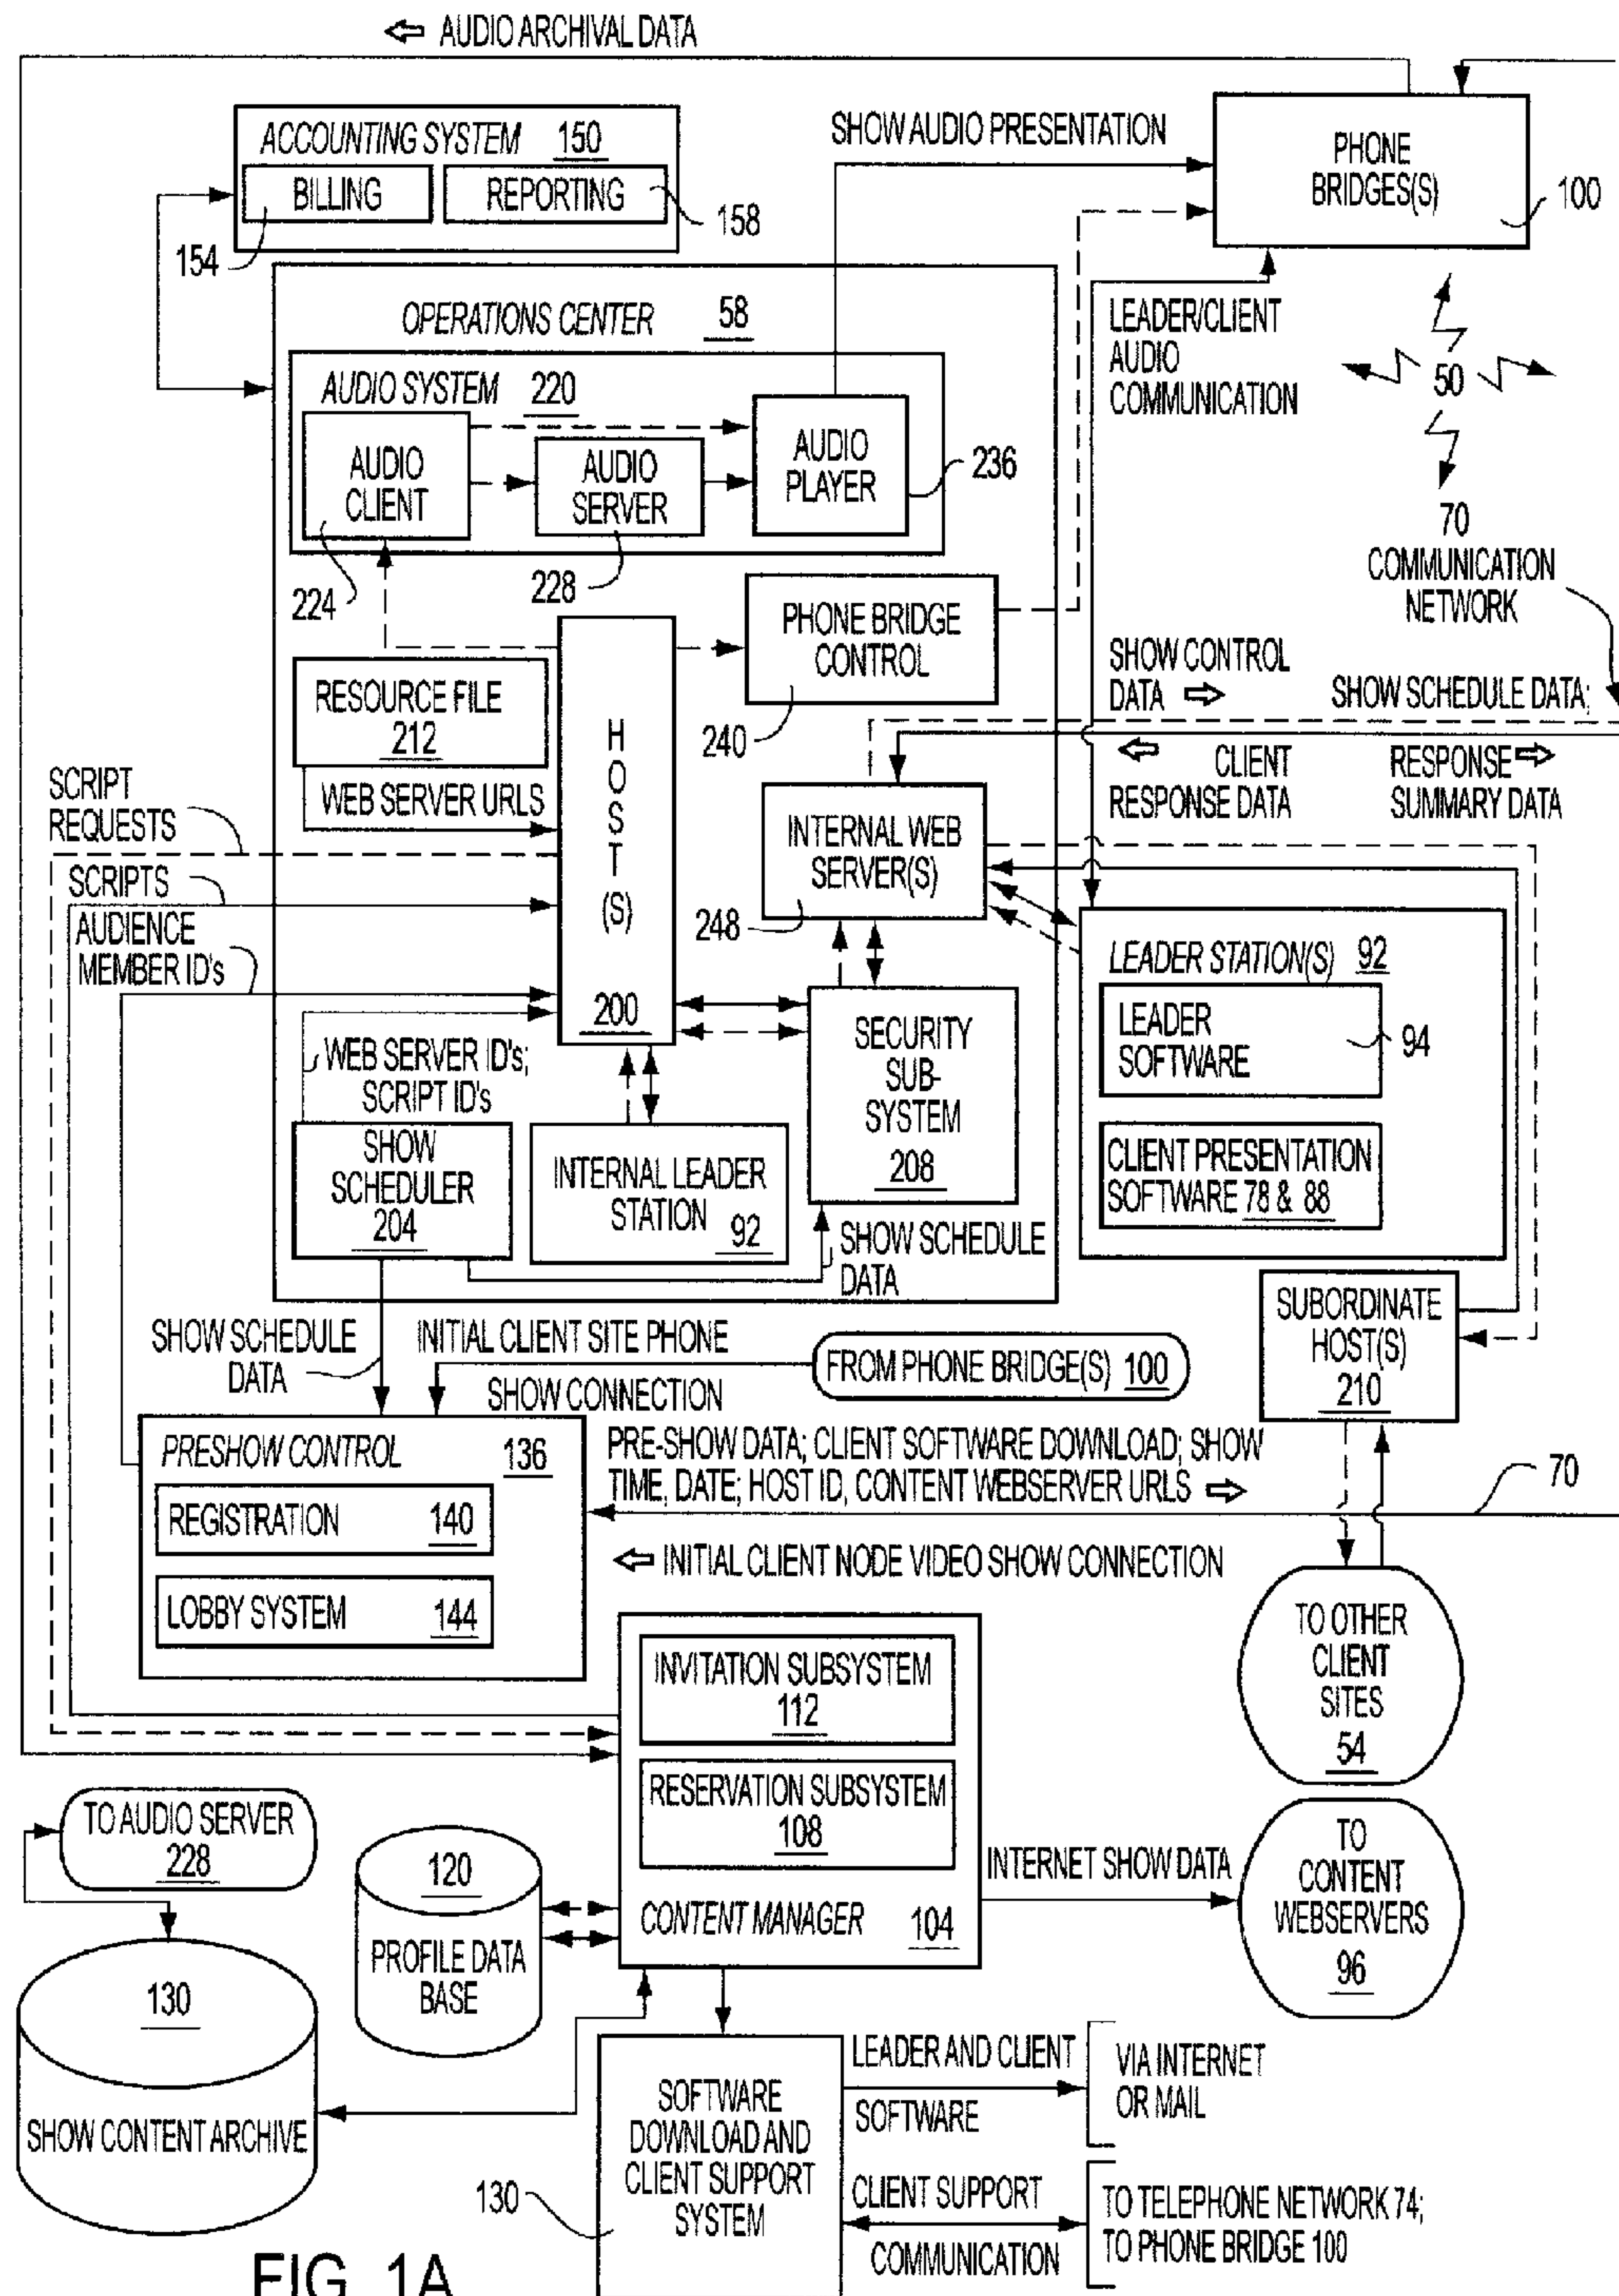 ⇦ AUDIO ARCHIVAL DATA
ACCOUNTING SYSTEM 150
BILLING
REPORTING
154
158
SHOW AUDIO PRESENTATION
PHONE
BRIDGES(S)
100
OPERATIONS CENTER 58
AUDIO SYSTEM 220
AUDIO
CLIENT
AUDIO
SERVER
AUDIO
PLAYER
236
224
228
LEADER/CLIENT
AUDIO
COMMUNICATION
50
70
COMMUNICATION
NETWORK
PHONE BRIDGE
CONTROL
240
RESOURCE FILE
212
WEB SERVER URLS
HOST(S)
200
SHOW CONTROL
DATA ⇨
SHOW SCHEDULE DATA;
⇦ CLIENT
RESPONSE DATA
RESPONSE ⇨
SUMMARY DATA
SCRIPT
REQUESTS
SCRIPTS
AUDIENCE
MEMBER ID's
INTERNAL WEB
SERVER(S)
248
LEADER STATION(S) 92
LEADER
SOFTWARE
94
CLIENT PRESENTATION
SOFTWARE 78 & 88
SECURITY
SUB-
SYSTEM
208
WEB SERVER ID's;
SCRIPT ID's
SHOW
SCHEDULER
204
INTERNAL LEADER
STATION 92
SHOW SCHEDULE
DATA
SUBORDINATE
HOST(S)
210
SHOW SCHEDULE
DATA
INITIAL CLIENT SITE PHONE
SHOW CONNECTION
FROM PHONE BRIDGE(S) 100
PRESHOW CONTROL 136
REGISTRATION 140
LOBBY SYSTEM 144
PRE-SHOW DATA; CLIENT SOFTWARE DOWNLOAD; SHOW
TIME, DATE; HOST ID, CONTENT WEBSERVER URLS ⇨
70
⇦ INITIAL CLIENT NODE VIDEO SHOW CONNECTION
TO OTHER
CLIENT
SITES
54
INVITATION SUBSYSTEM
112
RESERVATION SUBSYSTEM
108
CONTENT MANAGER 104
INTERNET SHOW DATA
TO
CONTENT
WEBSERVERS
96
TO AUDIO SERVER
228
120
PROFILE DATA
BASE
130
SHOW CONTENT ARCHIVE
SOFTWARE
DOWNLOAD AND
CLIENT SUPPORT
SYSTEM
130
LEADER AND CLIENT
SOFTWARE
VIA INTERNET
OR MAIL
CLIENT SUPPORT
COMMUNICATION
TO TELEPHONE NETWORK 74;
TO PHONE BRIDGE 100
FIG. 1A